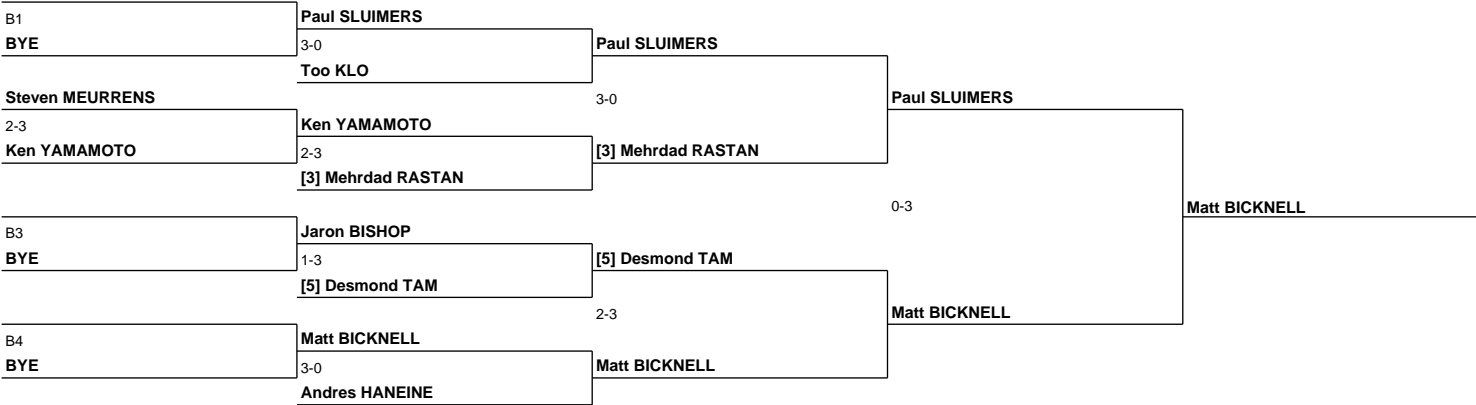 B1
BYE
Paul SLUIMERS
3-0
Too KLO
Paul SLUIMERS
3-0
Steven MEURRENS
2-3
Ken YAMAMOTO
Ken YAMAMOTO
2-3
[3] Mehrdad RASTAN
[3] Mehrdad RASTAN
Paul SLUIMERS
0-3
Matt BICKNELL
B3
BYE
Jaron BISHOP
1-3
[5] Desmond TAM
[5] Desmond TAM
2-3
Matt BICKNELL
B4
BYE
Matt BICKNELL
3-0
Andres HANEINE
Matt BICKNELL